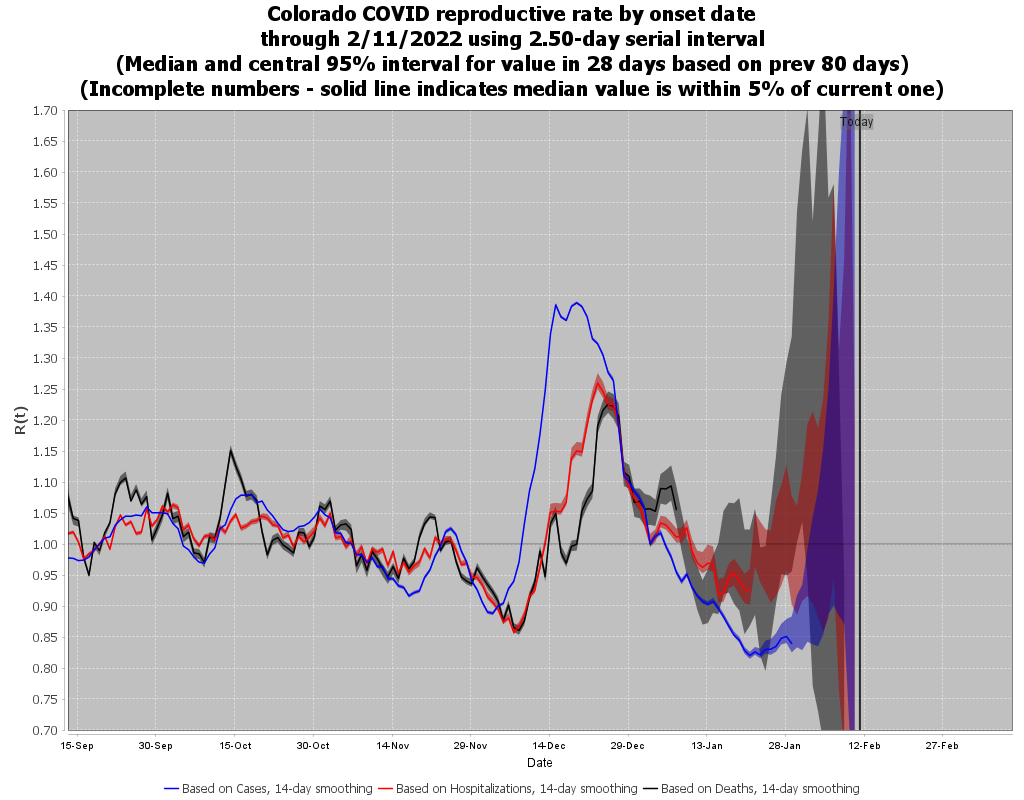 Colorado COVID reproductive rate by onset date
through 2/11/2022 using 2.50-day serial interval
(Median and central 95% interval for value in 28 days based on prev 80 days)
(Incomplete numbers - solid line indicates median value is within 5% of current one)
Today
R(t)
1.70
1.65
1.60
1.55
1.50
1.45
1.40
1.35
1.30
1.25
1.20
1.15
1.10
1.05
1.00
0.95
0.90
0.85
0.80
0.75
0.70
15-Sep 30-Sep 15-Oct 30-Oct 14-Nov 29-Nov 14-Dec 29-Dec 13-Jan 28-Jan 12-Feb 27-Feb
Date
Based on Cases, 14-day smoothing Based on Hospitalizations, 14-day smoothing Based on Deaths, 14-day smoothing